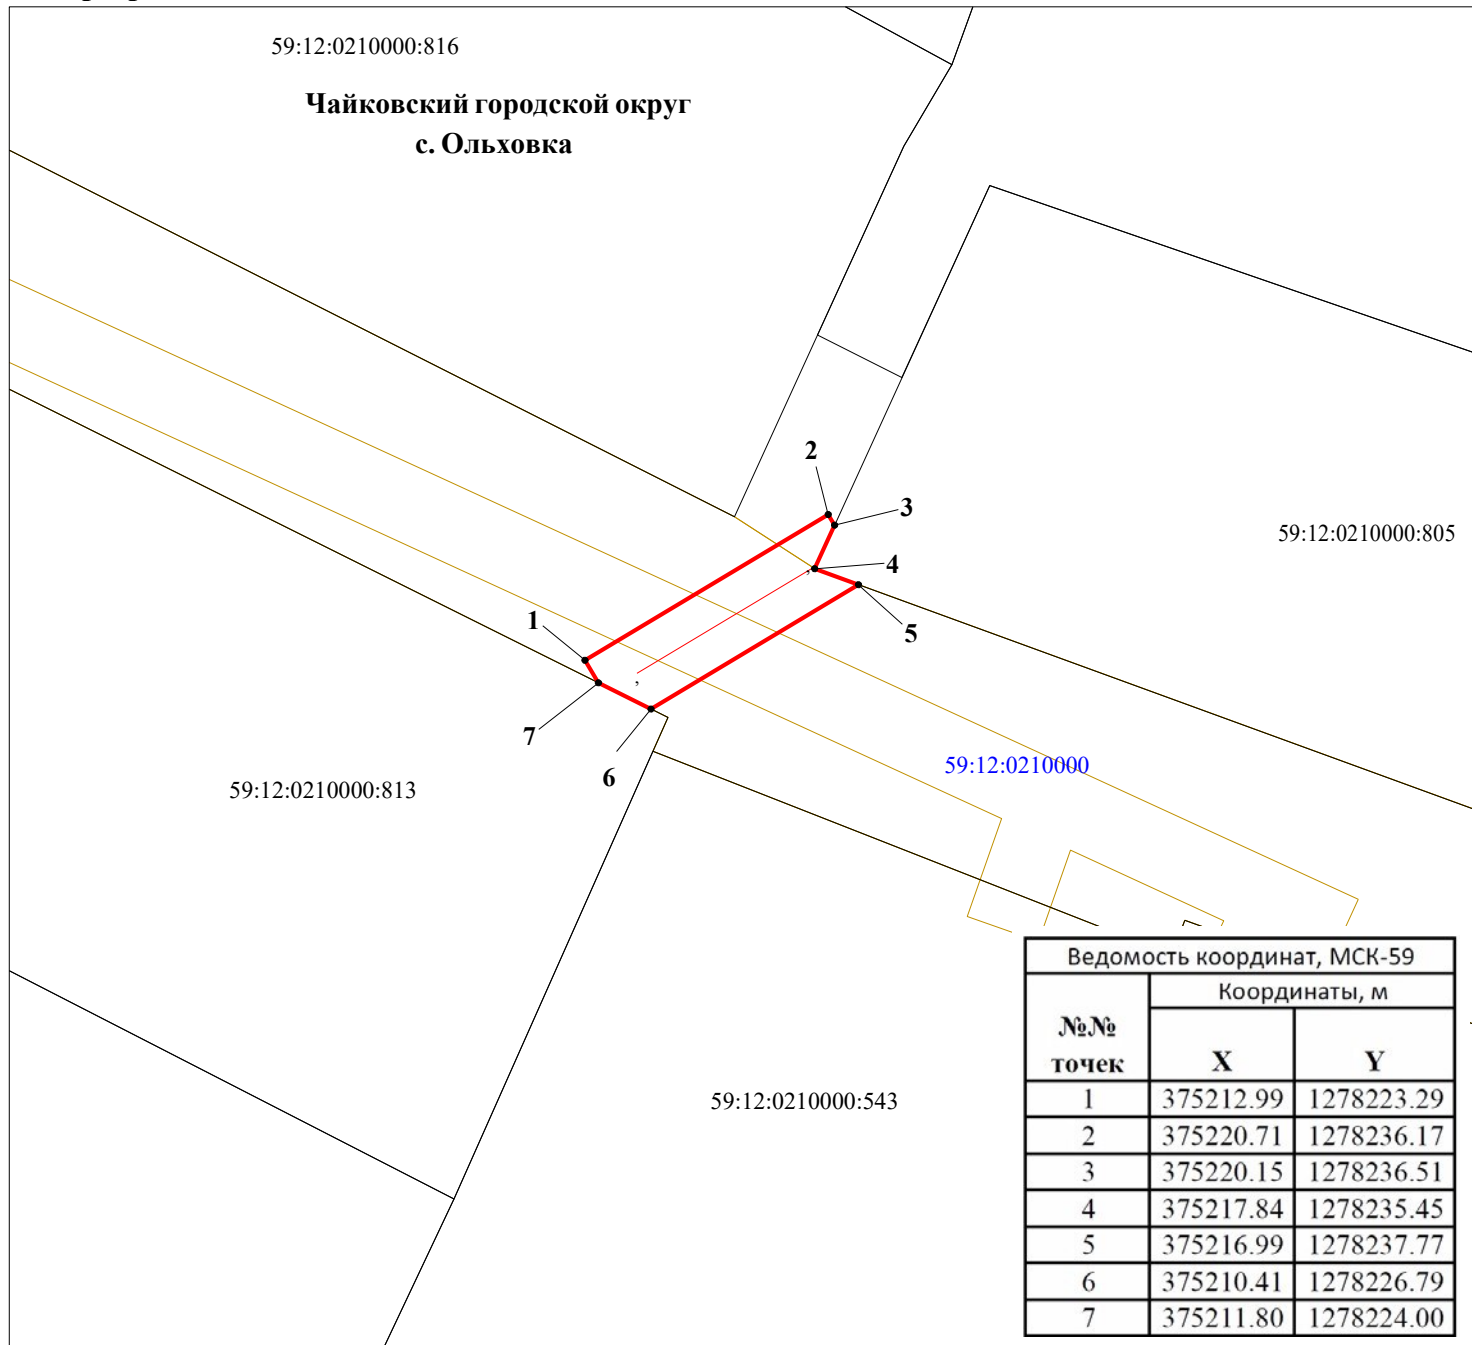 59:12:0210000:816
Чайковский городской округ
с. Ольховка
2
3
59:12:0210000:805
4
1
5
7
59:12:0210000
6
59:12:0210000:813
59:12:0210000:543
Ведомость координат, МСК-59
№№ точек
Координаты, м
X Y
1 375212.99 1278223.29
2 375220.71 1278236.17
3 375220.15 1278236.51
4 375217.84 1278235.45
5 375216.99 1278237.77
6 375210.41 1278226.79
7 375211.80 1278224.00